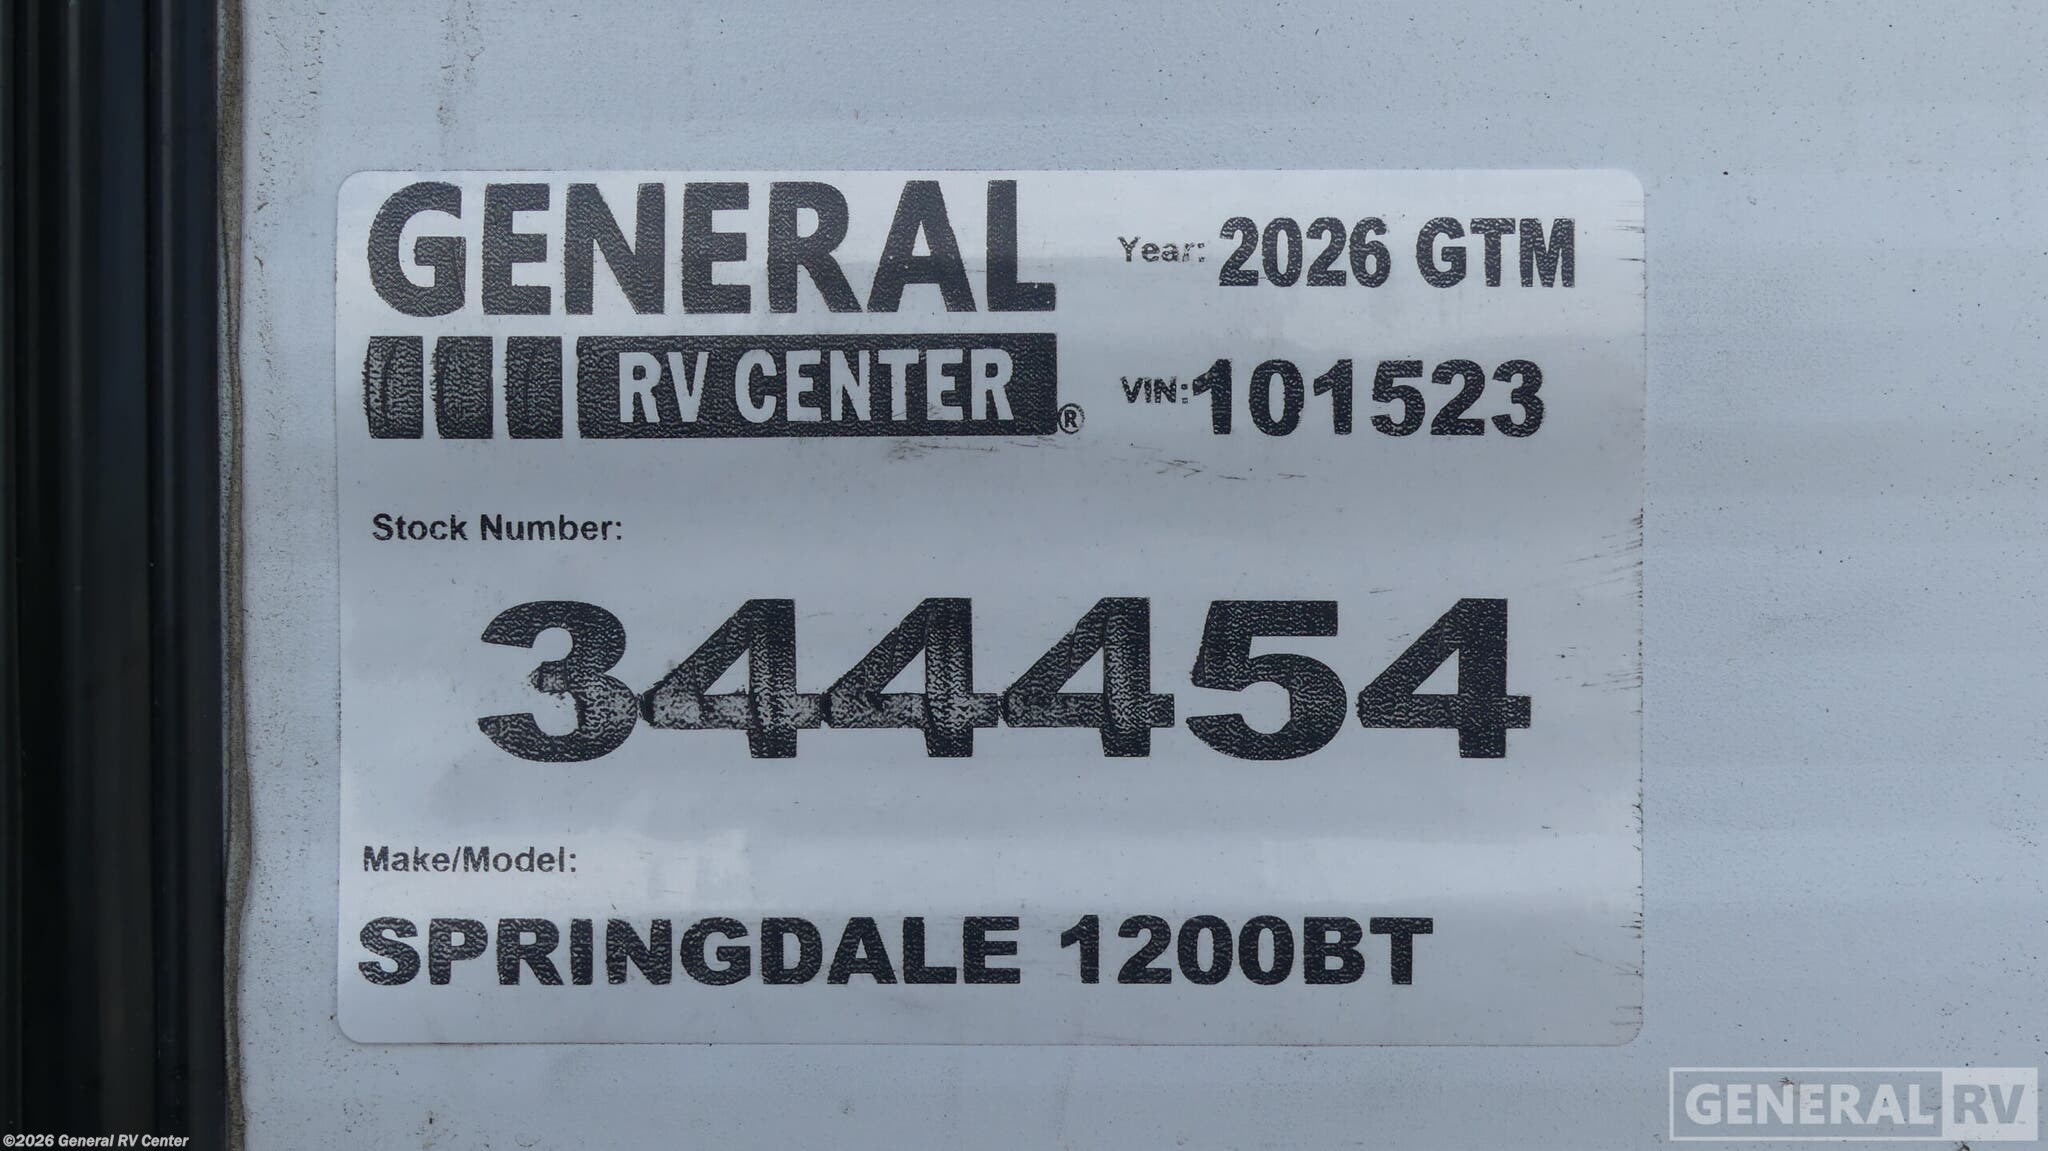 GENERAL
RV CENTER®
Year: 2026 GTM
VIN: 101523
Stock Number:
344454
Make/Model:
SPRINGDALE 1200BT
GENERAL RV
©2026 General RV Center